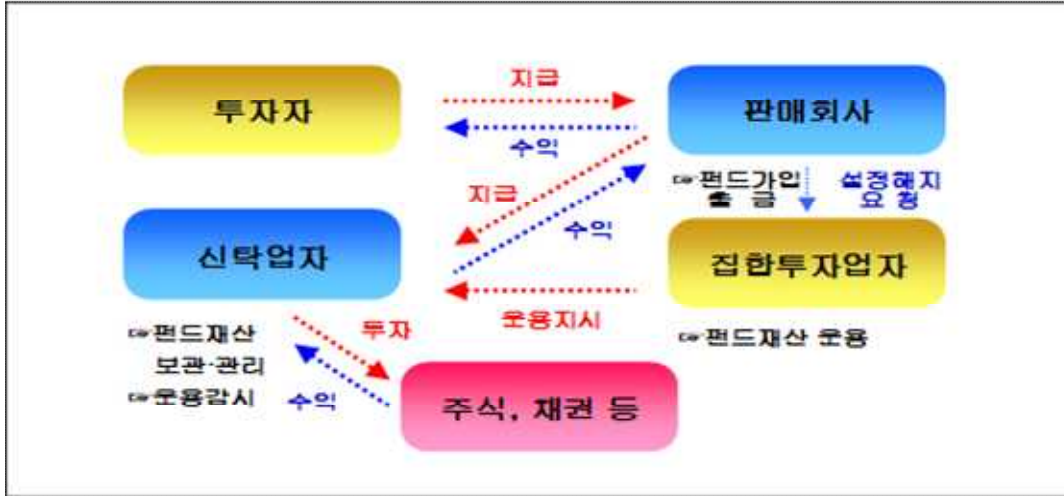 지급
투자자
판매회사
수익
☞펀드가입
출 금
설정해지
요 청
지급
수익
신탁업자
집합투자업자
운용지시
☞펀드재산
보관·관리
☞운용감시
투자
수익
☞펀드재산 운용
주식, 채권 등